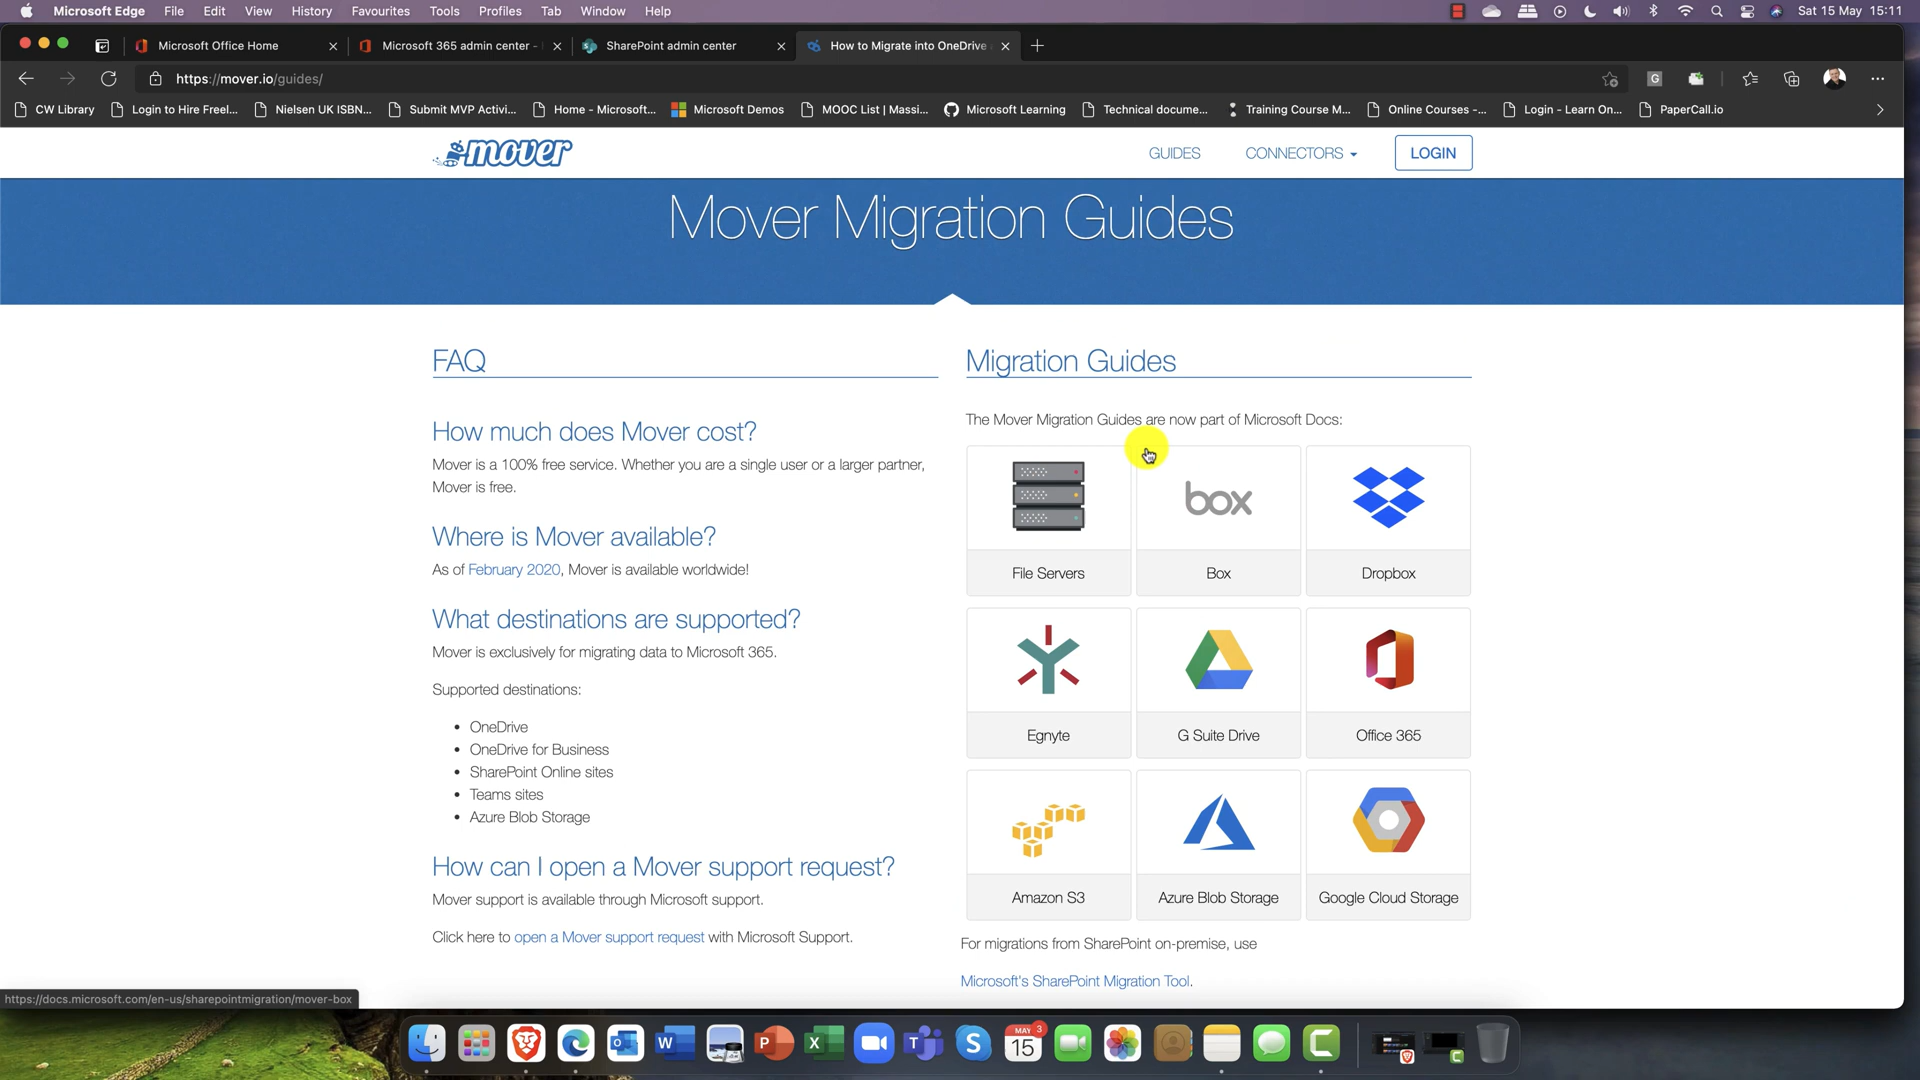 Microsoft Edge File Edit View History Favourites Tools Profiles Tab Window Help Sat 15 May 15:11
Microsoft Office Home Microsoft 365 admin center - SharePoint admin center How to Migrate into OneDrive
https://mover.io/guides/
CW Library Login to Hire Freel... Nielsen UK ISBN... Submit MVP Activi... Home - Microsoft... Microsoft Demos MOOC List | Massi... Microsoft Learning Technical docume... Training Course M... Online Courses -... Login - Learn On... PaperCall.io
mover GUIDES CONNECTORS LOGIN
Mover Migration Guides
FAQ
How much does Mover cost?
Mover is a 100% free service. Whether you are a single user or a larger partner,
Mover is free.
Where is Mover available?
As of February 2020, Mover is available worldwide!
What destinations are supported?
Mover is exclusively for migrating data to Microsoft 365.
Supported destinations:
• OneDrive
• OneDrive for Business
• SharePoint Online sites
• Teams sites
• Azure Blob Storage
How can I open a Mover support request?
Mover support is available through Microsoft support.
Click here to open a Mover support request with Microsoft Support.
Migration Guides
The Mover Migration Guides are now part of Microsoft Docs:
box
File Servers Box Dropbox
Egnyte G Suite Drive Office 365
Amazon S3 Azure Blob Storage Google Cloud Storage
For migrations from SharePoint on-premise, use
Microsoft's SharePoint Migration Tool.
https://docs.microsoft.com/en-us/sharepointmigration/mover-box
MAY 3
15